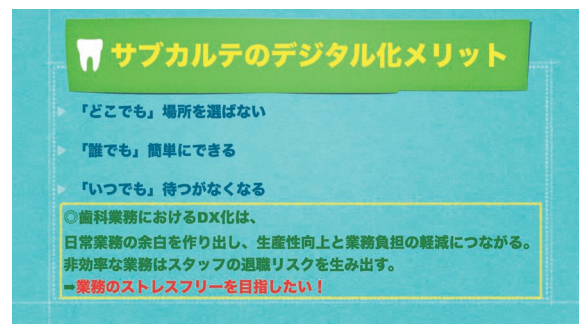 サブカルテのデジタル化メリット
「どこでも」場所を選ばない
「誰でも」簡単にできる
「いつでも」待つがなくなる
◎歯科業務におけるDX化は、
日常業務の余白を作り出し、生産性向上と業務負担の軽減につながる。
非効率な業務はスタッフの退職リスクを生み出す。
➡業務のストレスフリーを目指したい！